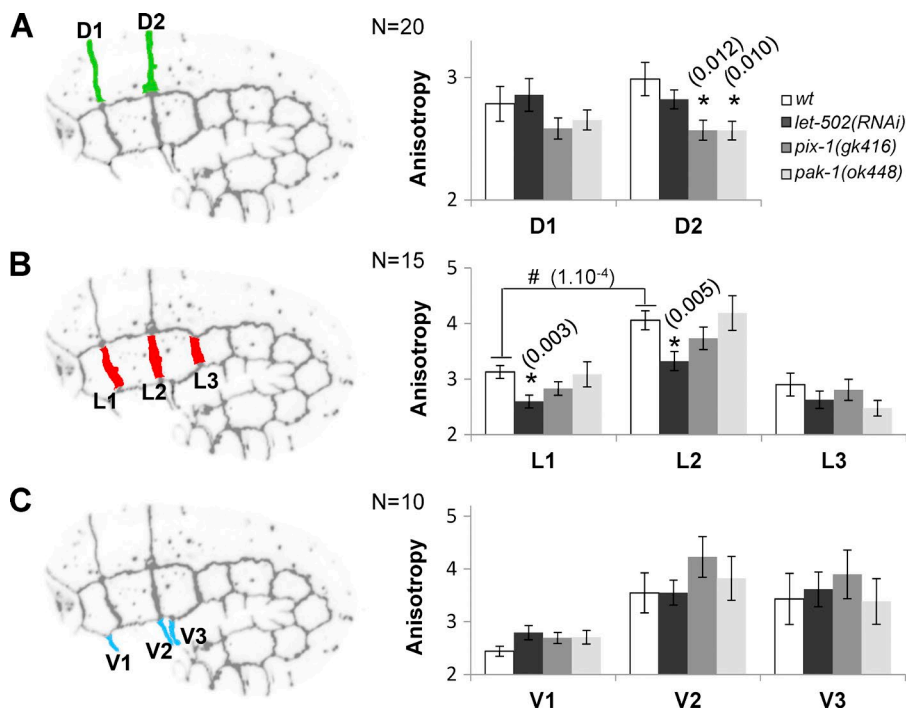 A
D1
D2
N=20
Anisotropy
3
2
(0.012)
(0.010)
* *
D1 D2
wt
let-502(RNAi)
pix-1(gk416)
pak-1(ok448)
B
L1
L2
L3
N=15
Anisotropy
5
4
3
2
# (1.10-4)
(0.003)
*
(0.005)
*
L1 L2 L3
C
V1
V2
V3
N=10
Anisotropy
5
4
3
2
V1 V2 V3